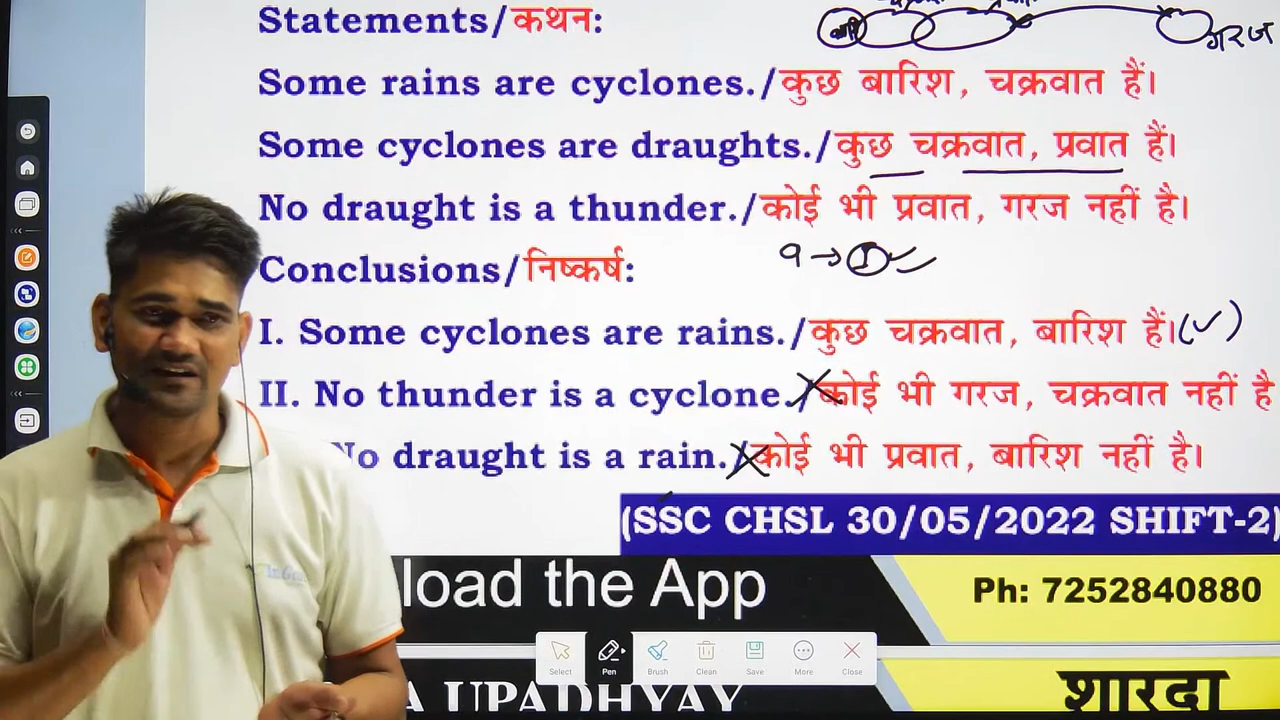 Statements/कथन:
गरज
Some rains are cyclones./कुछ बारिश, चक्रवात हैं।
Some cyclones are draughts./कुछ चक्रवात, प्रवात हैं।
No draught is a thunder./कोई भी प्रवात, गरज नहीं है।
Conclusions/निष्कर्ष:
I. Some cyclones are rains./कुछ चक्रवात, बारिश हैं।
II. No thunder is a cyclone./कोई भी गरज, चक्रवात नहीं है
No draught is a rain./कोई भी प्रवात, बारिश नहीं है।
(SSC CHSL 30/05/2022 SHIFT-2)
load the App
Ph: 7252840880
Select Pen Brush Clean Save More Close
A UPADHYAY
शारदा